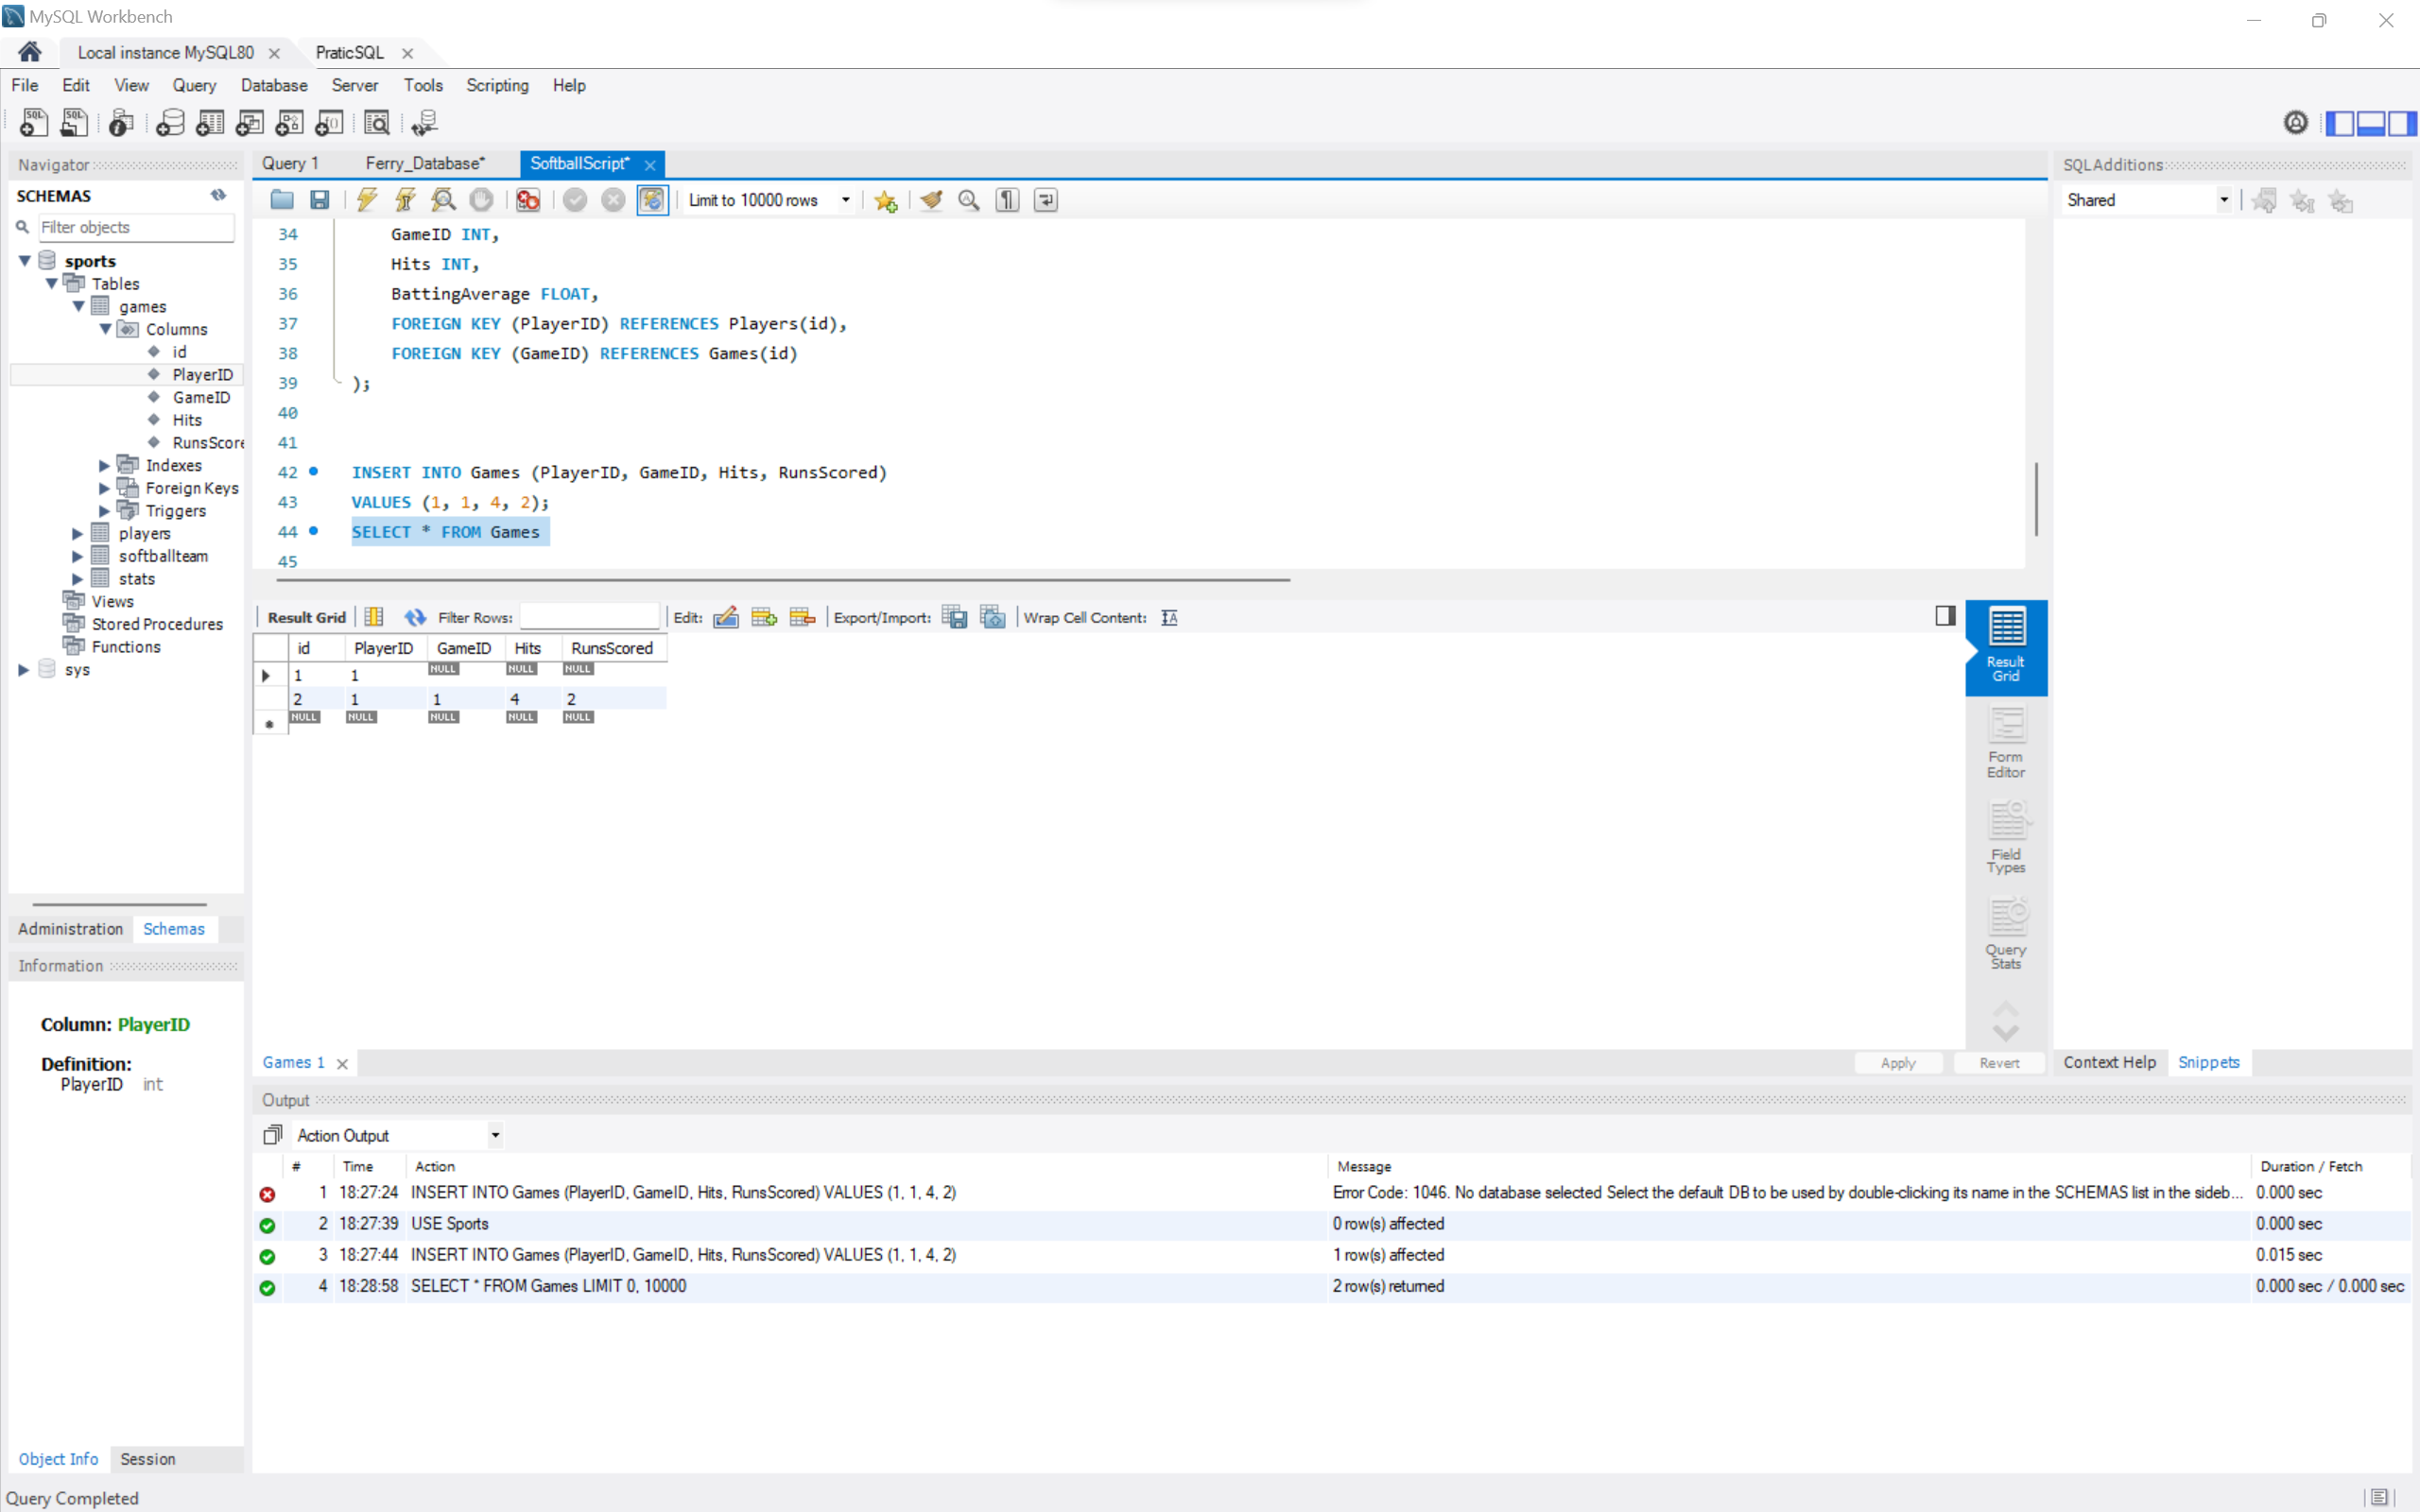 MySQL Workbench
Local instance MySQL80
PraticSQL
File Edit View Query Database Server Tools Scripting Help
Navigator
SCHEMAS
Filter objects
sports
Tables
games
Columns
id
PlayerID
GameID
Hits
RunsScore
Indexes
Foreign Keys
Triggers
players
softballteam
stats
Views
Stored Procedures
Functions
sys
Administration Schemas
Information
Column: PlayerID
Definition:
PlayerID int
Object Info Session
Query Completed
Query 1 Ferry_Database* SoftballScript*
Limit to 10000 rows
34 GameID INT,
35 Hits INT,
36 BattingAverage FLOAT,
37 FOREIGN KEY (PlayerID) REFERENCES Players(id),
38 FOREIGN KEY (GameID) REFERENCES Games(id)
39 );
40
41
42 INSERT INTO Games (PlayerID, GameID, Hits, RunsScored)
43 VALUES (1, 1, 4, 2);
44 SELECT * FROM Games
45
Result Grid Filter Rows: Edit: Export/Import: Wrap Cell Content:
id PlayerID GameID Hits RunsScored
1 1 NULL NULL NULL
2 1 1 4 2
NULL NULL NULL NULL NULL
Result
Grid
Form
Editor
Field
Types
Query
Stats
Games 1
Apply Revert
SQLAdditions
Shared
Context Help Snippets
Output
Action Output
# Time Action Message Duration / Fetch
1 18:27:24 INSERT INTO Games (PlayerID, GameID, Hits, RunsScored) VALUES (1, 1, 4, 2) Error Code: 1046. No database selected Select the default DB to be used by double-clicking its name in the SCHEMAS list in the sideb... 0.000 sec
2 18:27:39 USE Sports 0 row(s) affected 0.000 sec
3 18:27:44 INSERT INTO Games (PlayerID, GameID, Hits, RunsScored) VALUES (1, 1, 4, 2) 1 row(s) affected 0.015 sec
4 18:28:58 SELECT * FROM Games LIMIT 0, 10000 2 row(s) returned 0.000 sec / 0.000 sec